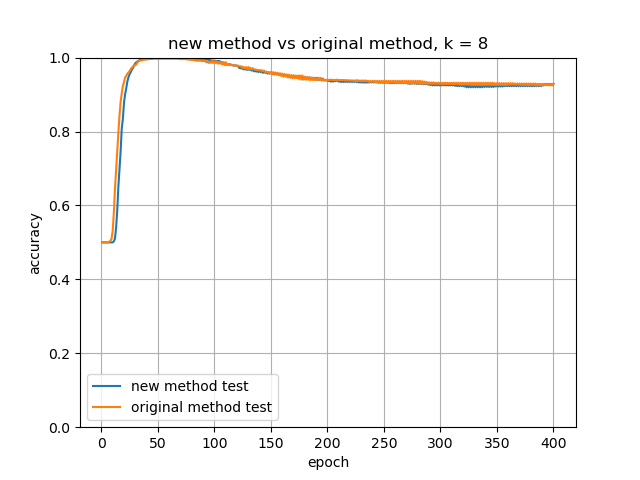 new method vs original method, k = 8
1.0
0.8
0.6
0.4
0.2
0.0
accuracy
new method test
original method test
0 50 100 150 200 250 300 350 400
epoch